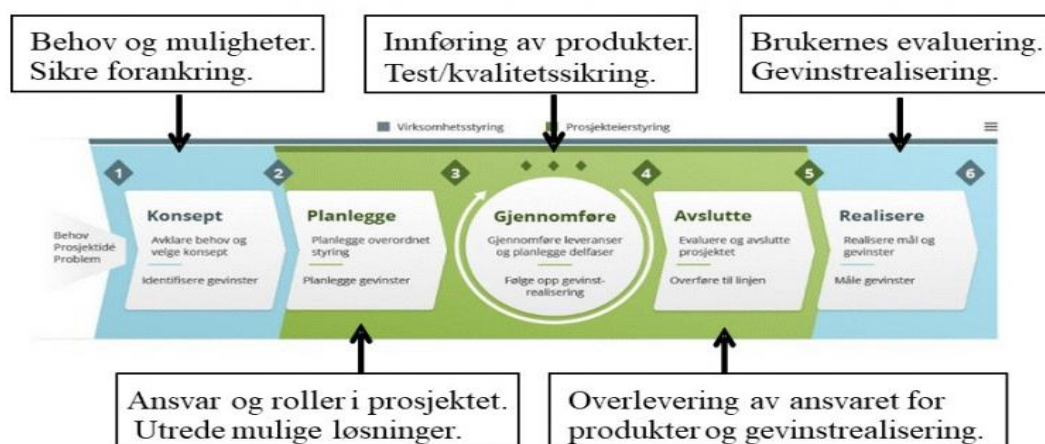 Behov og muligheter.
Sikre forankring.
Innføring av produkter.
Test/kvalitetssikring.
Brukernes evaluering.
Gevinstrealisering.
Virksomhetsstyring
Prosjekteierstyring
1
2
3
4
5
6
Behov
Prosjektidé
Problem
Konsept
Avklare behov og
velge konsept
Identifisere gevinster
Planlegge
Planlegge overordnet
styring
Planlegge gevinster
Gjennomføre
Gjennomføre leveranser
og planlegge delfaser
Følge opp gevinst-
realisering
Avslutte
Evaluere og avslutte
prosjektet
Overføre til linjen
Realisere
Realisere mål og
gevinster
Måle gevinster
Ansvar og roller i prosjektet.
Utrede mulige løsninger.
Overlevering av ansvaret for
produkter og gevinstrealisering.